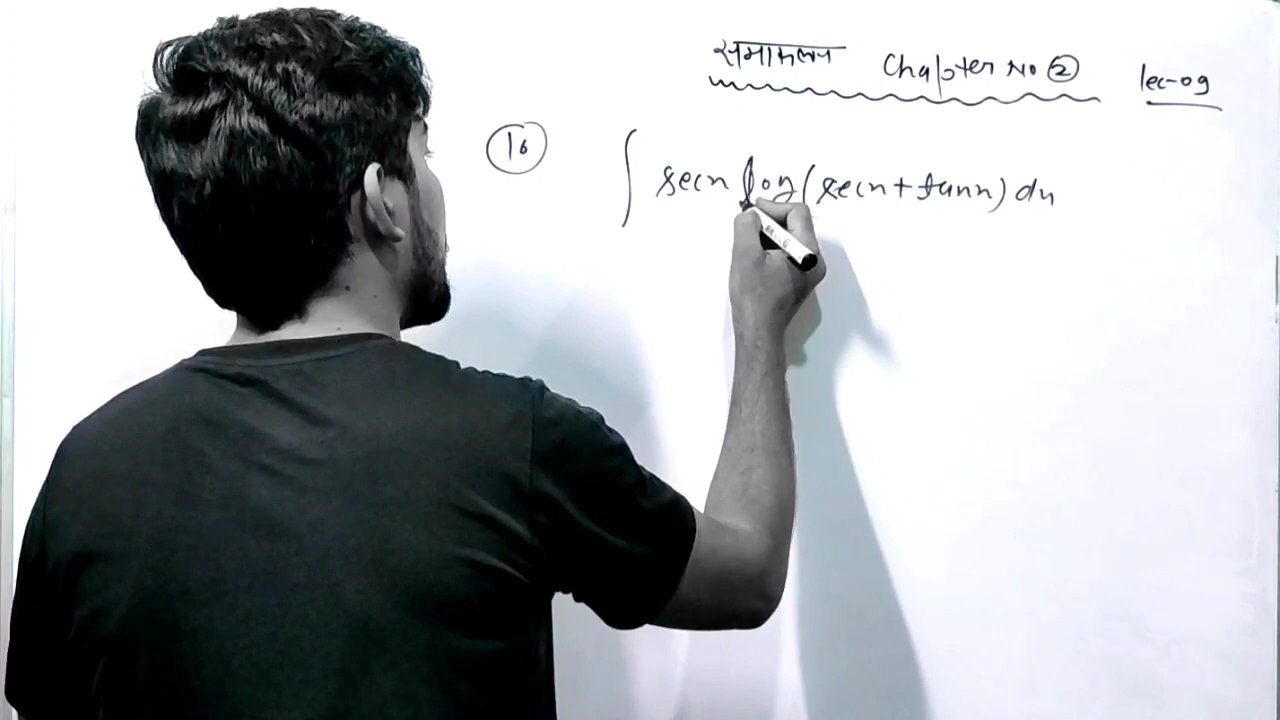 समाकलन Chapter No ② lec-09
16 ∫ secx log(secx+tanx) dx